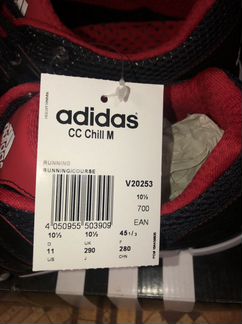 adidas
CC Chill M
RUNNING
RUNNING/COURSE
V20253
10½
700
EAN
4 050955 503909
10½ 10½ 45 1/3
D UK F
11 290 280
US J CHN